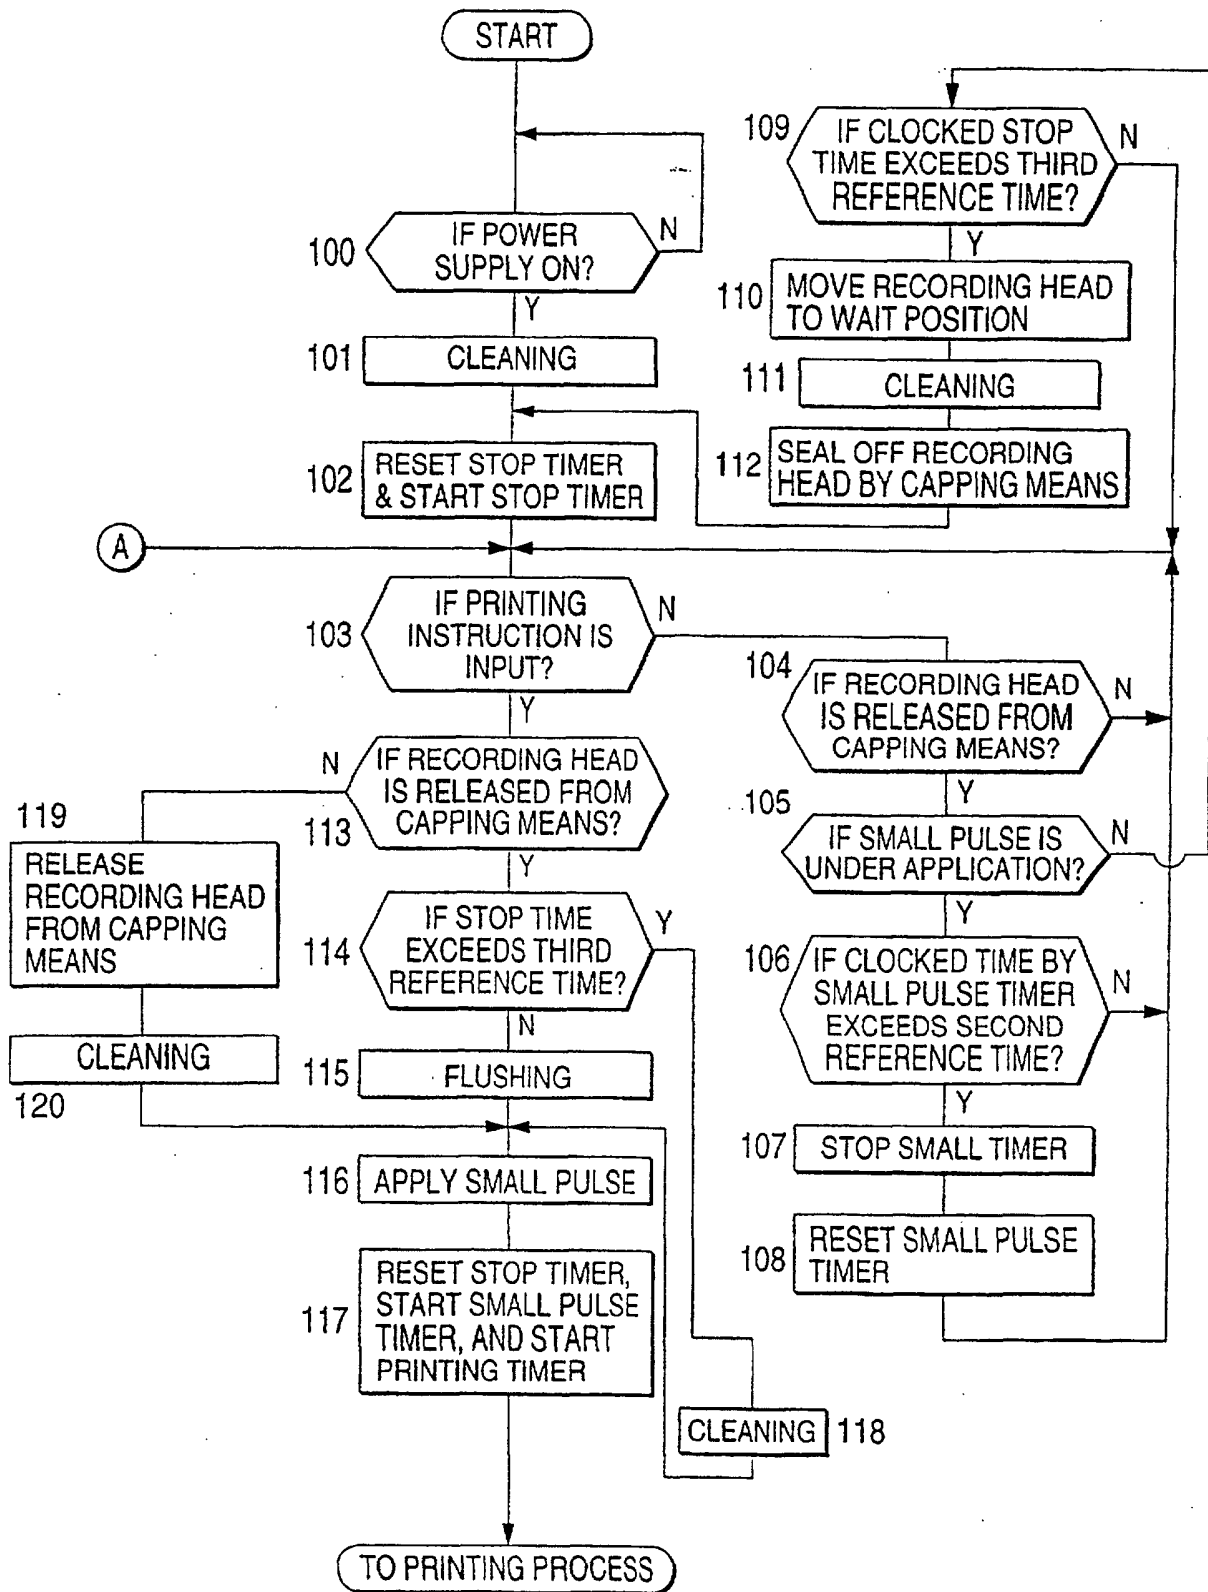 START
100
IF POWER
SUPPLY ON?
N
Y
101
CLEANING
102
RESET STOP TIMER
& START STOP TIMER
A
103
IF PRINTING
INSTRUCTION IS
INPUT?
N
Y
113
IF RECORDING HEAD
IS RELEASED FROM
CAPPING MEANS?
N
Y
119
RELEASE
RECORDING HEAD
FROM CAPPING
MEANS
CLEANING
120
114
IF STOP TIME
EXCEEDS THIRD
REFERENCE TIME?
Y
N
115
FLUSHING
116
APPLY SMALL PULSE
117
RESET STOP TIMER,
START SMALL PULSE
TIMER, AND START
PRINTING TIMER
CLEANING
118
TO PRINTING PROCESS
109
IF CLOCKED STOP
TIME EXCEEDS THIRD
REFERENCE TIME?
N
Y
110
MOVE RECORDING HEAD
TO WAIT POSITION
111
CLEANING
112
SEAL OFF RECORDING
HEAD BY CAPPING MEANS
104
IF RECORDING HEAD
IS RELEASED FROM
CAPPING MEANS?
N
Y
105
IF SMALL PULSE IS
UNDER APPLICATION?
N
Y
106
IF CLOCKED TIME BY
SMALL PULSE TIMER
EXCEEDS SECOND
REFERENCE TIME?
N
Y
107
STOP SMALL TIMER
108
RESET SMALL PULSE
TIMER